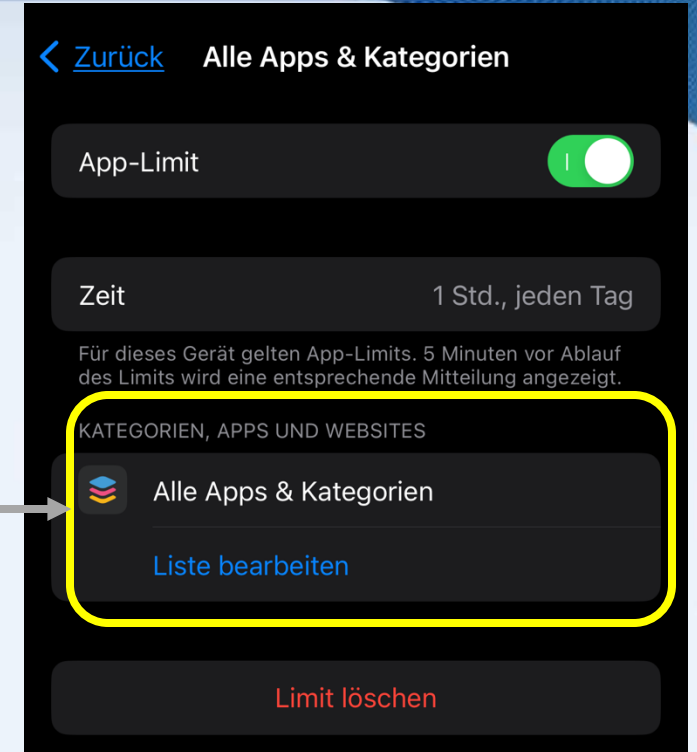 Zurück Alle Apps & Kategorien
App-Limit
Zeit 1 Std., jeden Tag
Für dieses Gerät gelten App-Limits. 5 Minuten vor Ablauf
des Limits wird eine entsprechende Mitteilung angezeigt.
KATEGORIEN, APPS UND WEBSITES
Alle Apps & Kategorien
Liste bearbeiten
Limit löschen